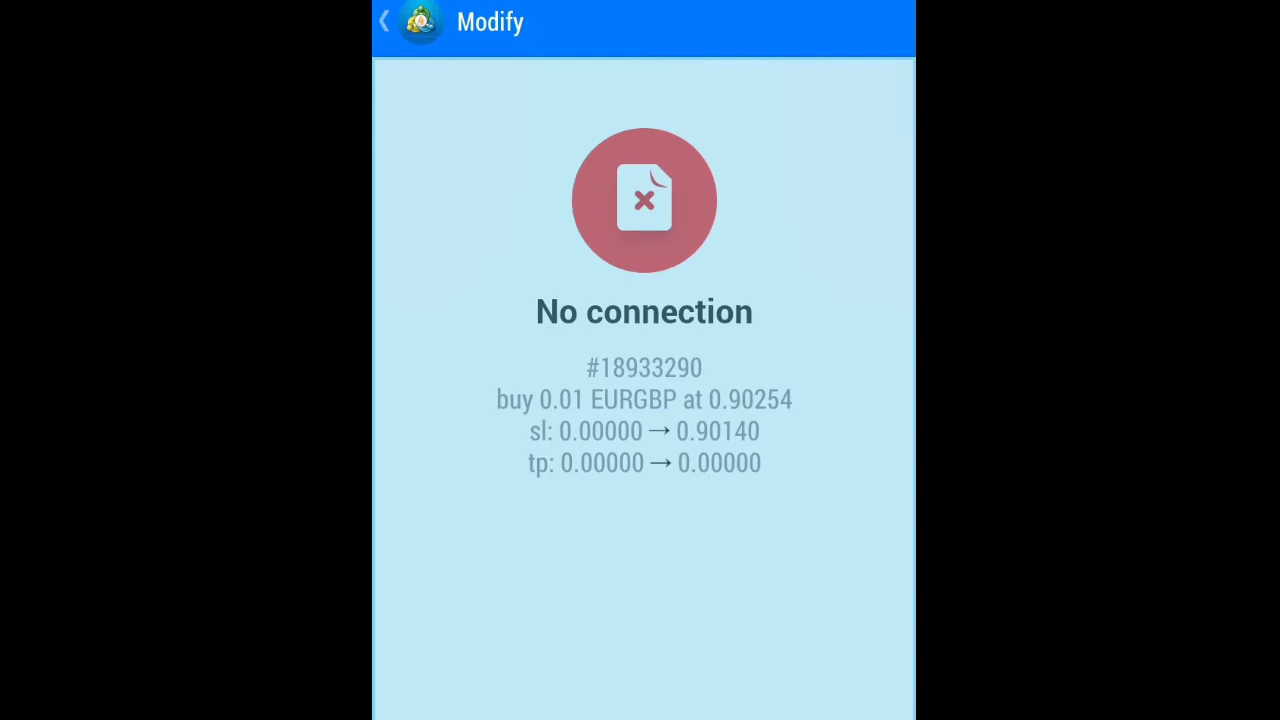 Modify
No connection
#18933290
buy 0.01 EURGBP at 0.90254
sl: 0.00000 → 0.90140
tp: 0.00000 → 0.00000